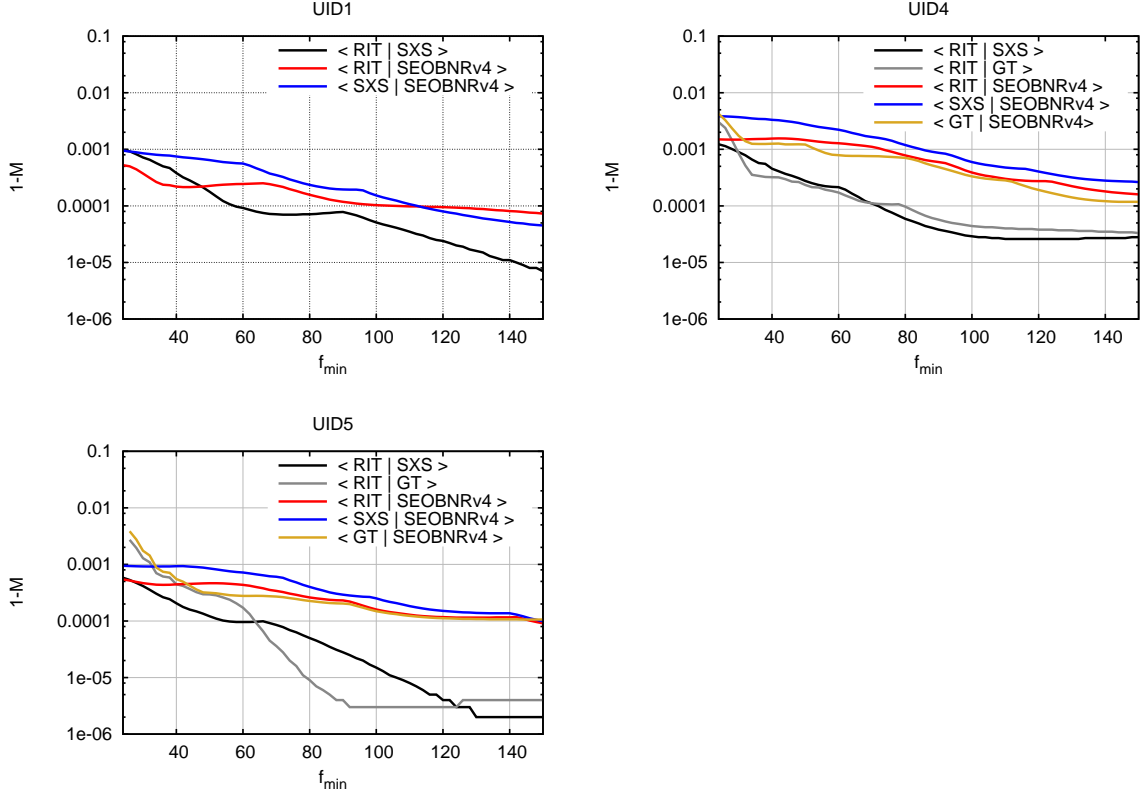 UID1
0.1
0.01
0.001
0.0001
1e-05
1e-06
1-M
40 60 80 100 120 140
f_min
< RIT | SXS >
< RIT | SEOBNRv4 >
< SXS | SEOBNRv4 >
UID4
0.1
0.01
0.001
0.0001
1e-05
1e-06
1-M
40 60 80 100 120 140
f_min
< RIT | SXS >
< RIT | GT >
< RIT | SEOBNRv4 >
< SXS | SEOBNRv4 >
< GT | SEOBNRv4>
UID5
0.1
0.01
0.001
0.0001
1e-05
1e-06
1-M
40 60 80 100 120 140
f_min
< RIT | SXS >
< RIT | GT >
< RIT | SEOBNRv4 >
< SXS | SEOBNRv4 >
< GT | SEOBNRv4 >